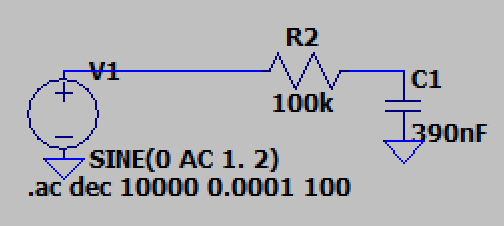 R2
V1
C1
100k
390nF
SINE(0 AC 1. 2)
.ac dec 10000 0.0001 100